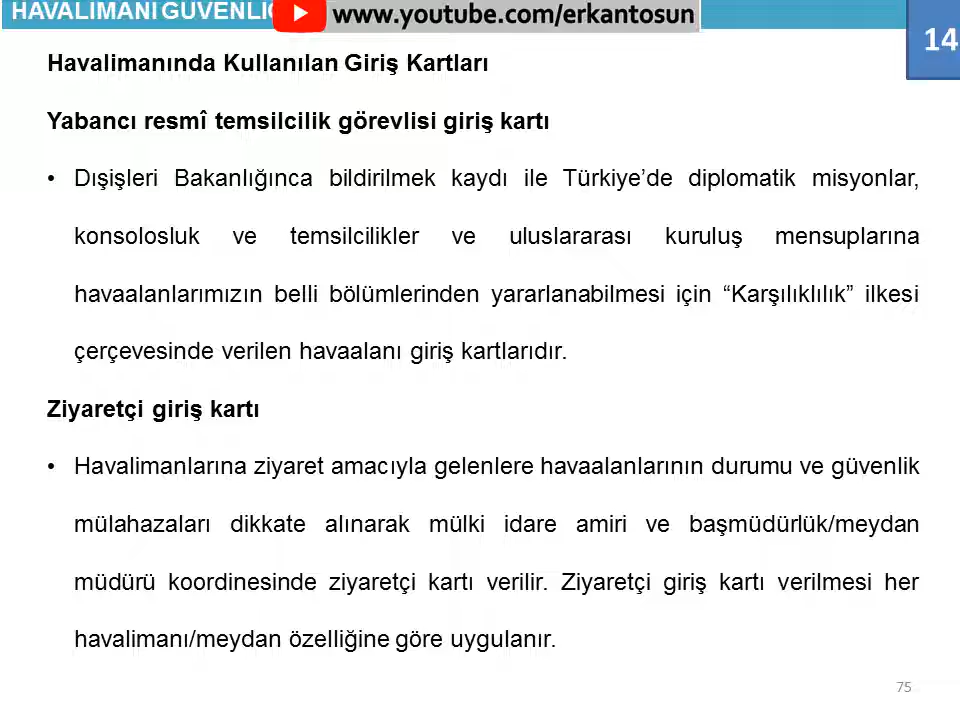 HAVALİMANI GÜVENLİĞ
www.youtube.com/erkantosun
14
Havalimanında Kullanılan Giriş Kartları
Yabancı resmî temsilcilik görevlisi giriş kartı
• Dışişleri Bakanlığınca bildirilmek kaydı ile Türkiye’de diplomatik misyonlar,
konsolosluk ve temsilcilikler ve uluslararası kuruluş mensuplarına
havaalanlarımızın belli bölümlerinden yararlanabilmesi için “Karşılıklılık” ilkesi
çerçevesinde verilen havaalanı giriş kartlarıdır.
Ziyaretçi giriş kartı
• Havalimanlarına ziyaret amacıyla gelenlere havaalanlarının durumu ve güvenlik
mülahazaları dikkate alınarak mülki idare amiri ve başmüdürlük/meydan
müdürü koordinesinde ziyaretçi kartı verilir. Ziyaretçi giriş kartı verilmesi her
havalimanı/meydan özelliğine göre uygulanır.
75